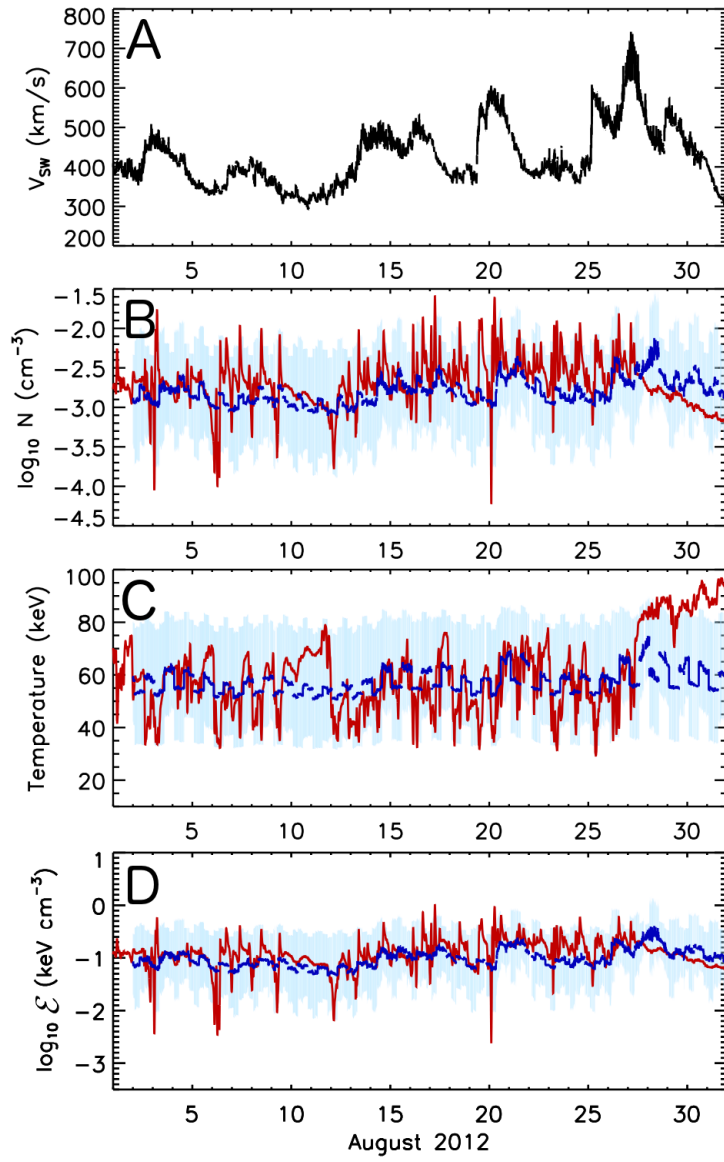 A
V_SW (km/s)
800
700
600
500
400
300
200
5 10 15 20 25 30
B
log₁₀ N (cm⁻³)
−1.5
−2.0
−2.5
−3.0
−3.5
−4.0
−4.5
5 10 15 20 25 30
C
Temperature (keV)
100
80
60
40
20
5 10 15 20 25 30
D
log₁₀ ℰ (keV cm⁻³)
1
0
−1
−2
−3
5 10 15 20 25 30
August 2012